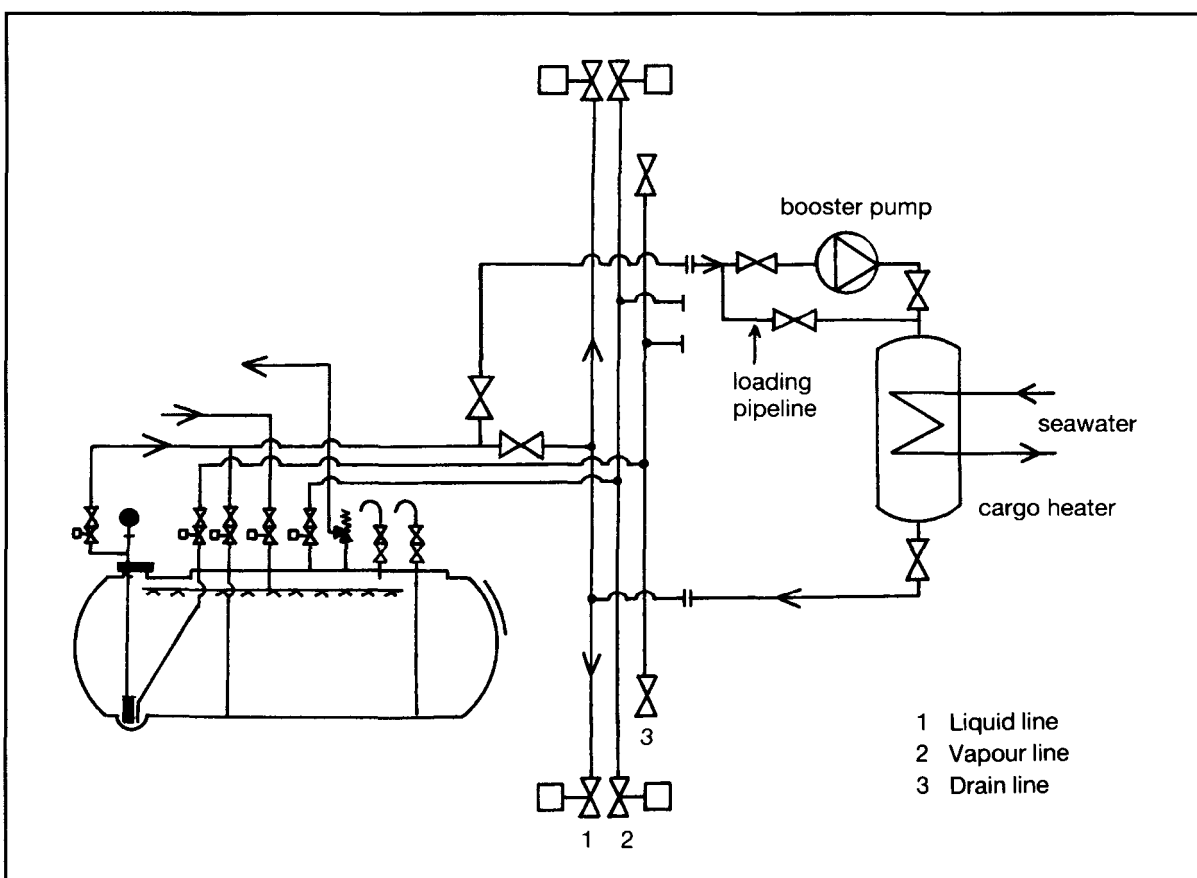 booster pump
loading
pipeline
seawater
cargo heater
3
1 Liquid line
2 Vapour line
3 Drain line
1 2